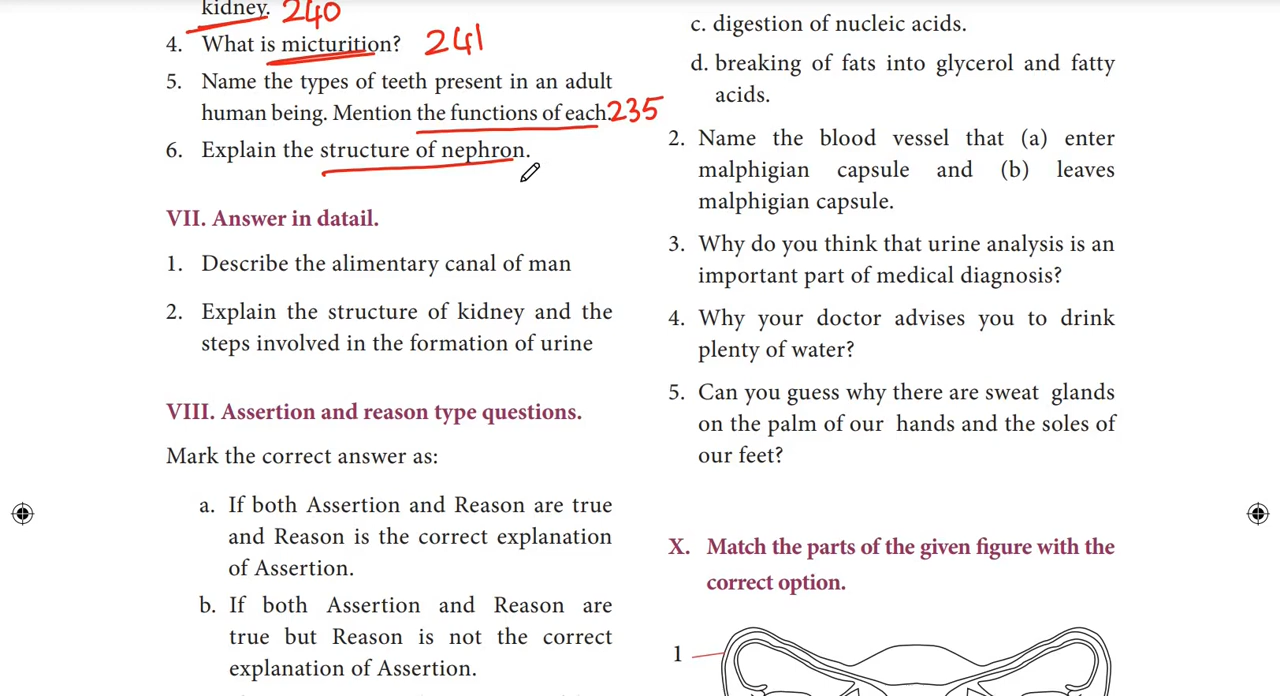 kidney. 240
4. What is micturition? 241
5. Name the types of teeth present in an adult
human being. Mention the functions of each. 235
6. Explain the structure of nephron.
VII. Answer in datail.
1. Describe the alimentary canal of man
2. Explain the structure of kidney and the
steps involved in the formation of urine
VIII. Assertion and reason type questions.
Mark the correct answer as:
a. If both Assertion and Reason are true
and Reason is the correct explanation
of Assertion.
b. If both Assertion and Reason are
true but Reason is not the correct
explanation of Assertion.
c. digestion of nucleic acids.
d. breaking of fats into glycerol and fatty
acids.
2. Name the blood vessel that (a) enter
malphigian capsule and (b) leaves
malphigian capsule.
3. Why do you think that urine analysis is an
important part of medical diagnosis?
4. Why your doctor advises you to drink
plenty of water?
5. Can you guess why there are sweat glands
on the palm of our hands and the soles of
our feet?
X. Match the parts of the given figure with the
correct option.
1